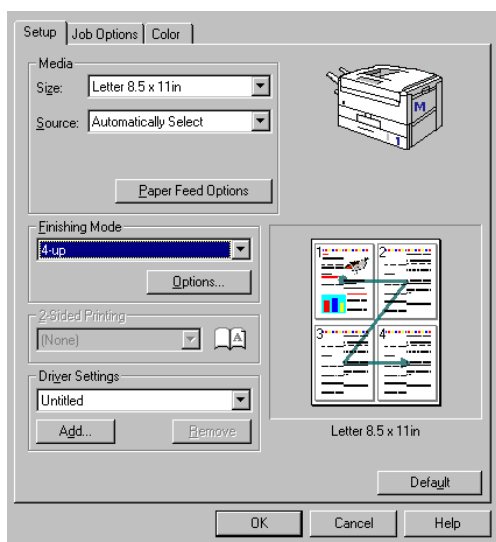 Setup Job Options Color
Media
Size: Letter 8.5 x 11in
Source: Automatically Select
Paper Feed Options
M
1
Finishing Mode
4-up
Options...
1 2
3 4
2-Sided Printing
(None)
A
Driver Settings
Untitled
Add... Remove
Letter 8.5 x 11in
Default
OK Cancel Help